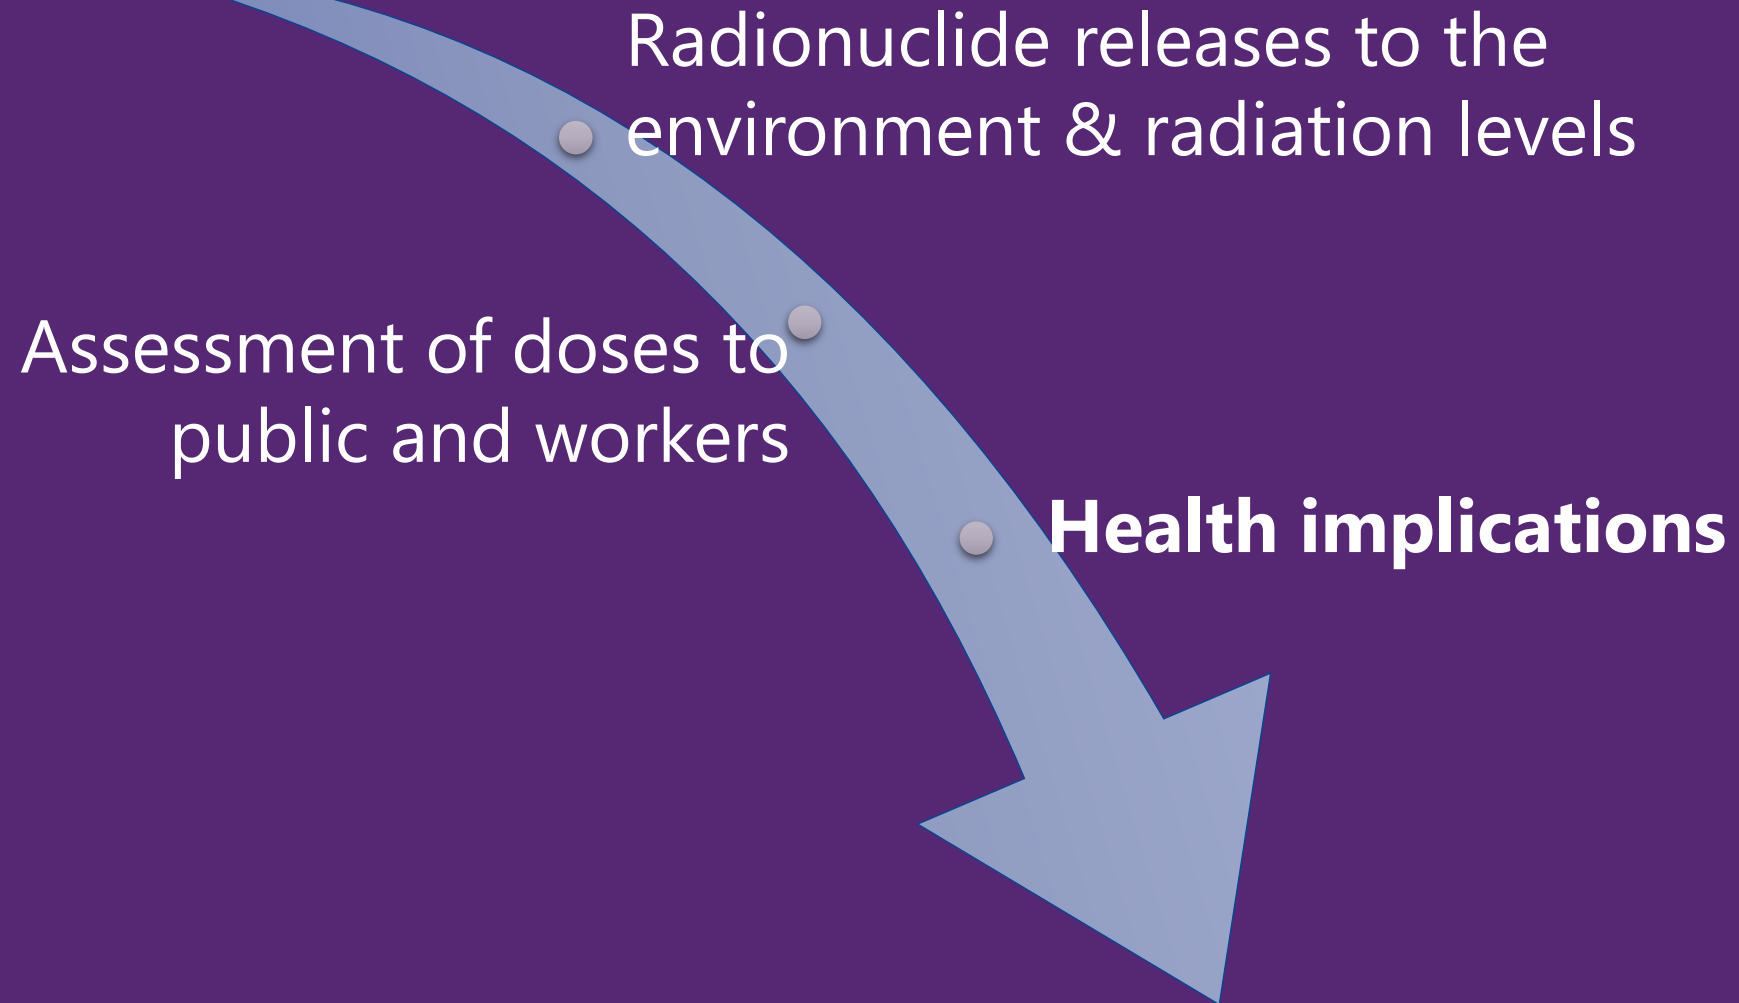 Radionuclide releases to the
environment & radiation levels
Assessment of doses to
public and workers
Health implications